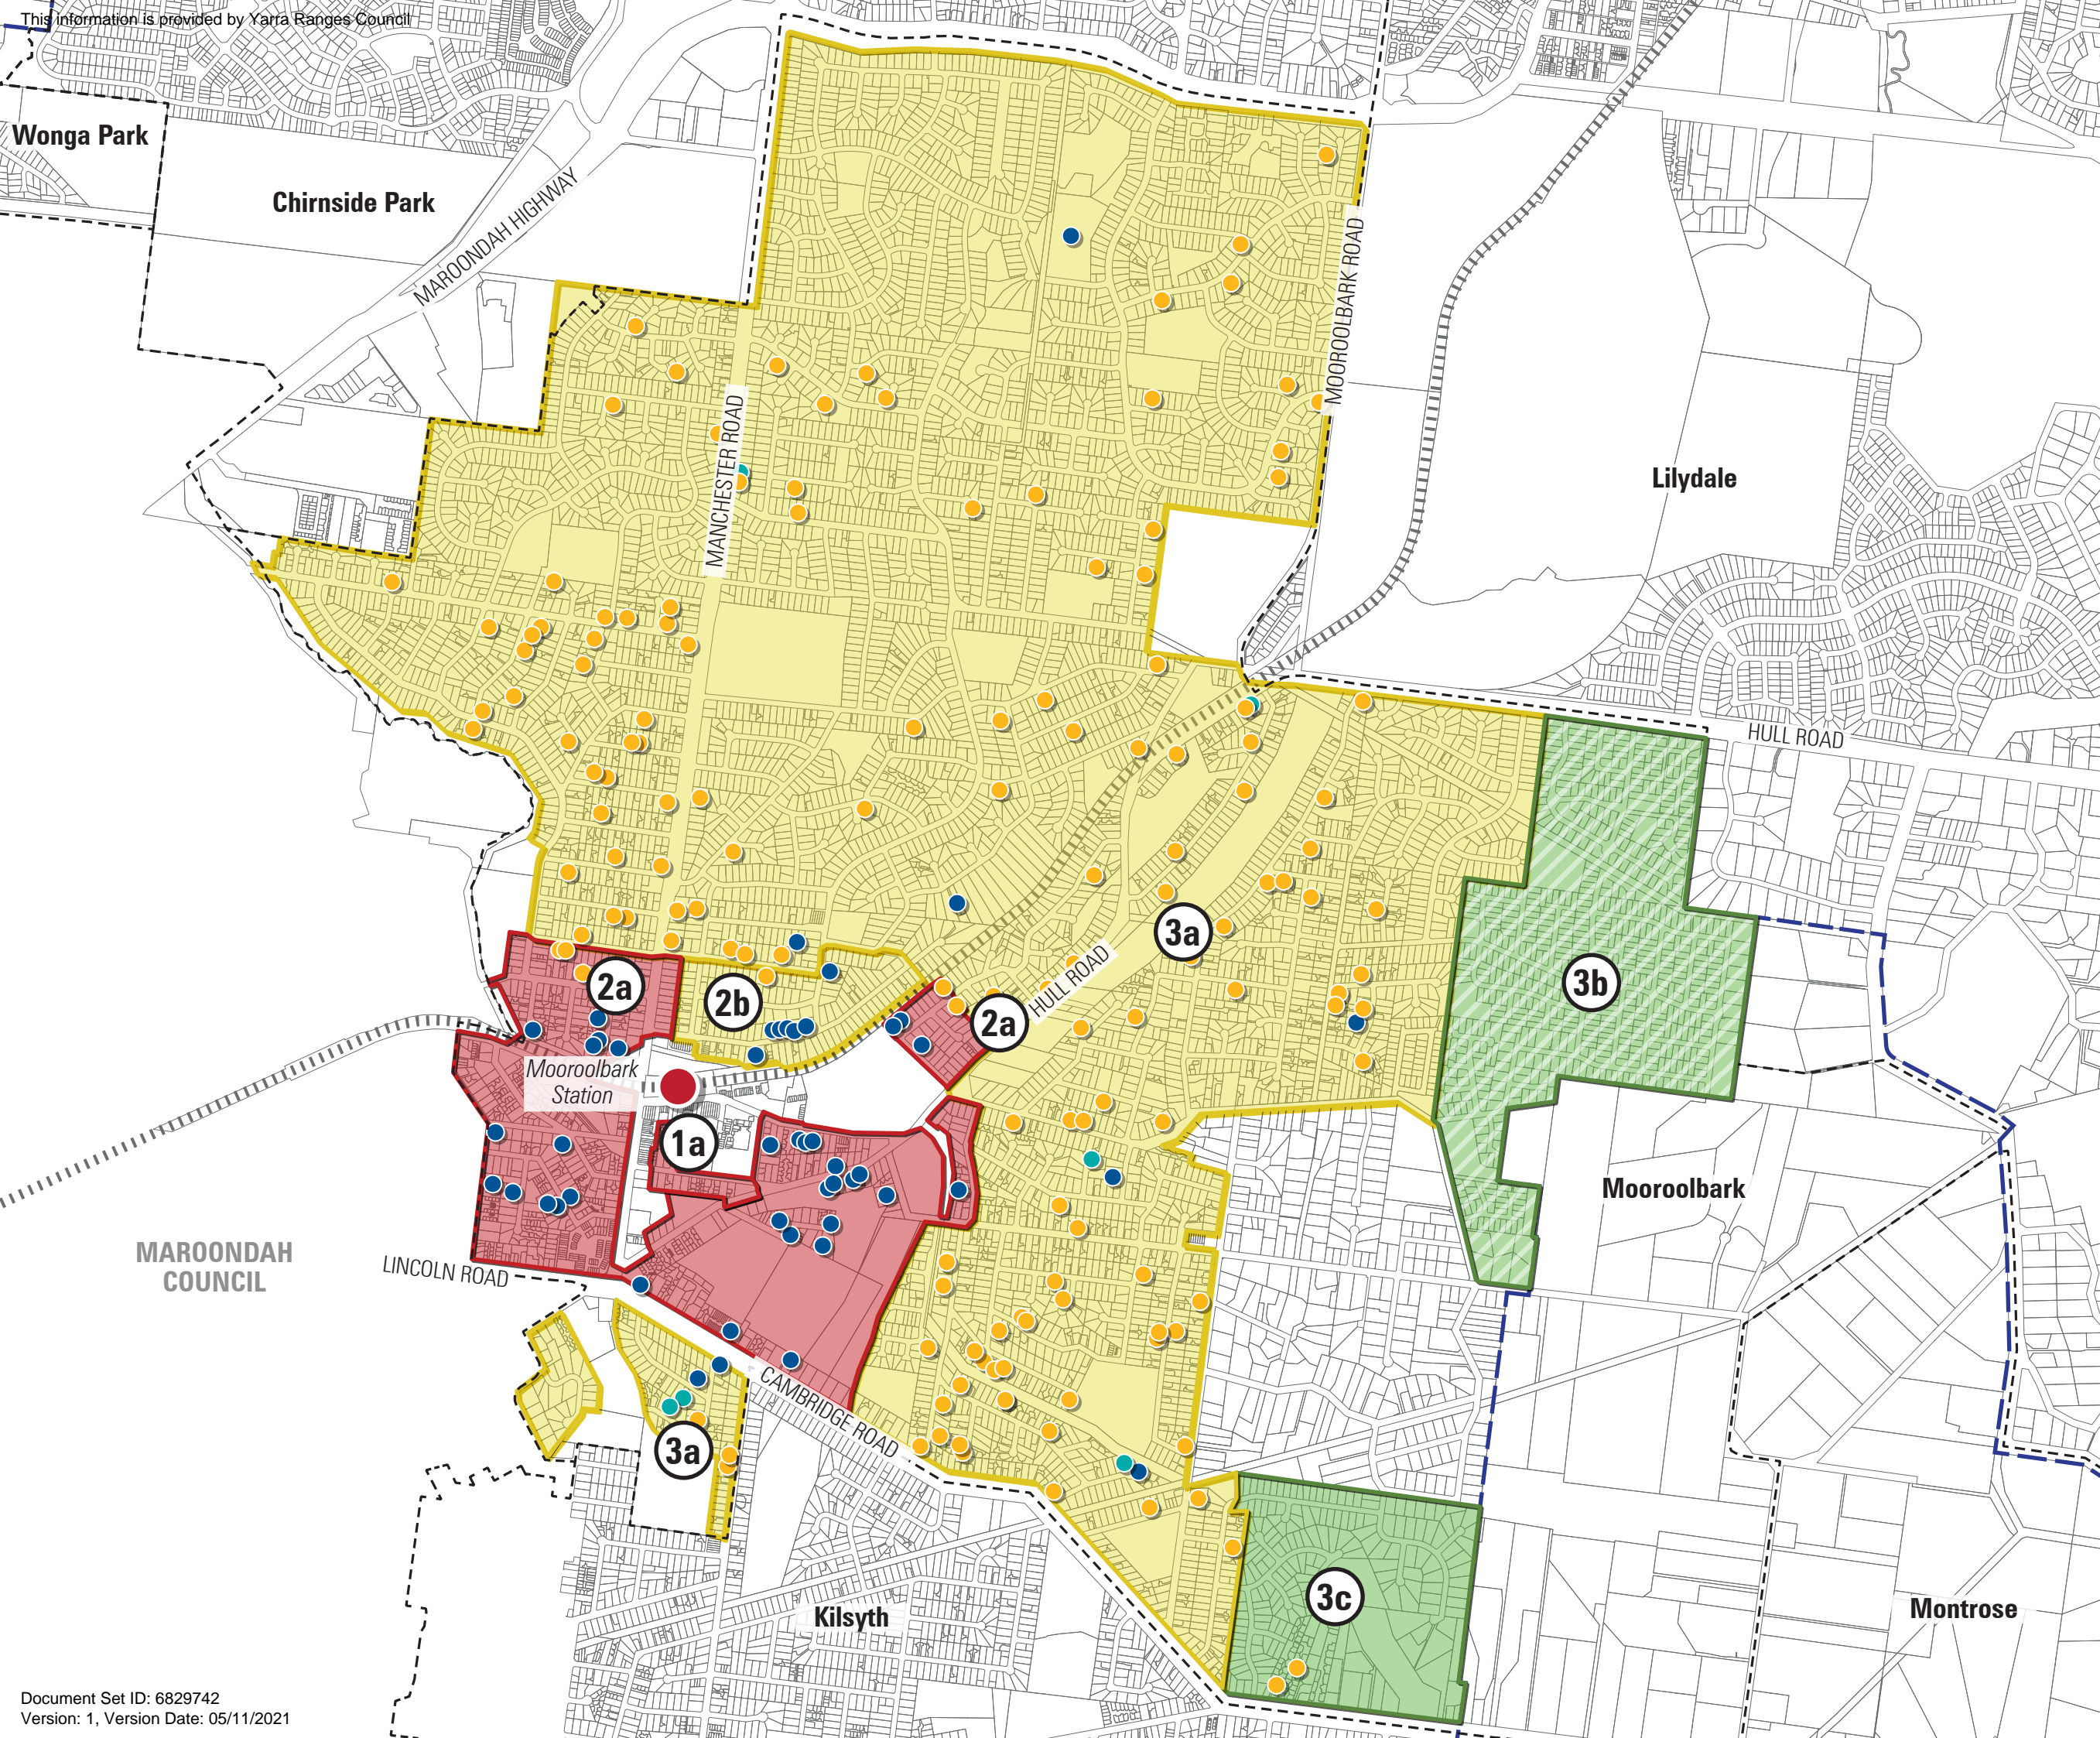 This information is provided by Yarra Ranges Council
Wonga Park
Chirnside Park
MAROONDAH HIGHWAY
MOOROOLBARK ROAD
MANCHESTER ROAD
Lilydale
HULL ROAD
3a
HULL ROAD
3b
2a
2b
2a
Mooroolbark
Station
1a
Mooroolbark
MAROONDAH
COUNCIL
LINCOLN ROAD
CAMBRIDGE ROAD
3a
3c
Kilsyth
Montrose
Document Set ID: 6829742
Version: 1, Version Date: 05/11/2021